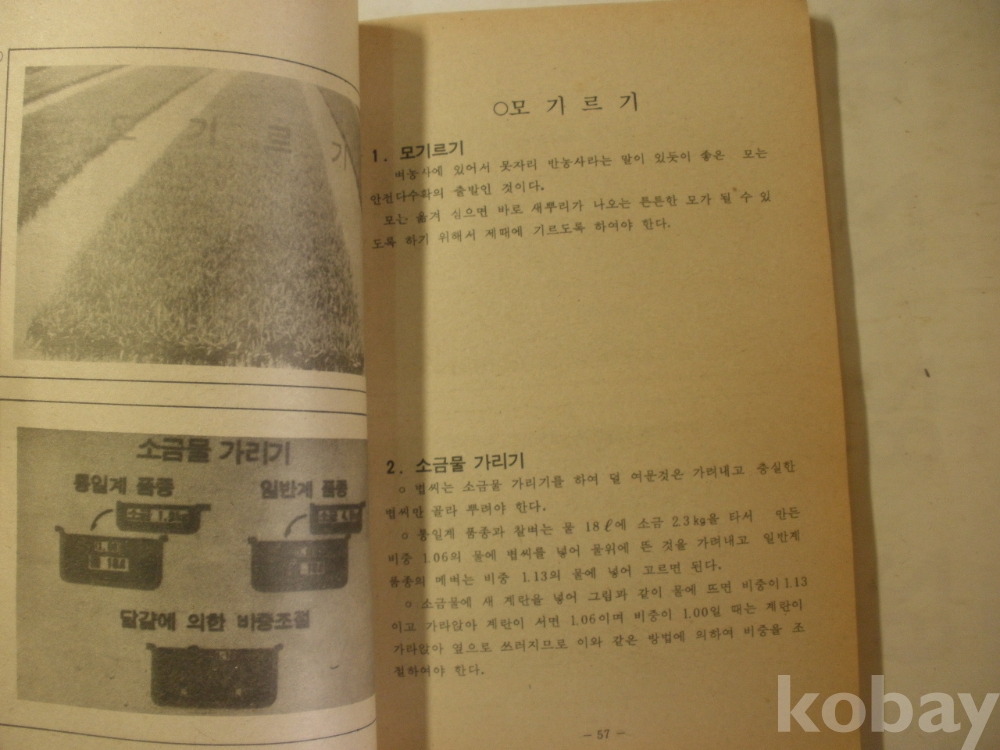 모 기 르 기
소금물 가리기
통일계 품종 일반계 품종
물 18ℓ
달걀에 의한 비중조절
○모 기 르 기
1. 모기르기
벼농사에 있어서 못자리 반농사라는 말이 있듯이 좋은 모는
안전다수확의 출발인 것이다.
모는 옮겨 심으면 바로 새뿌리가 나오는 튼튼한 모가 될 수 있
도록 하기 위해서 제때에 기르도록 하여야 한다.
2. 소금물 가리기
○ 볍씨는 소금물 가리기를 하여 덜 여문것은 가려내고 충실한
볍씨만 골라 뿌려야 한다.
○ 통일계 품종과 찰벼는 물 18ℓ에 소금 2.3kg을 타서 만든
비중 1.06의 물에 볍씨를 넣어 물위에 뜬 것을 가려내고 일반계
품종의 메벼는 비중 1.13의 물에 넣어 고르면 된다.
○ 소금물에 새 계란을 넣어 그림과 같이 물에 뜨면 비중이 1.13
이고 가라앉아 계란이 서면 1.06이며 비중이 1.00일 때는 계란이
가라앉아 옆으로 쓰러지므로 이와 같은 방법에 의하여 비중을 조
절하여야 한다.
- 57 -
kobay